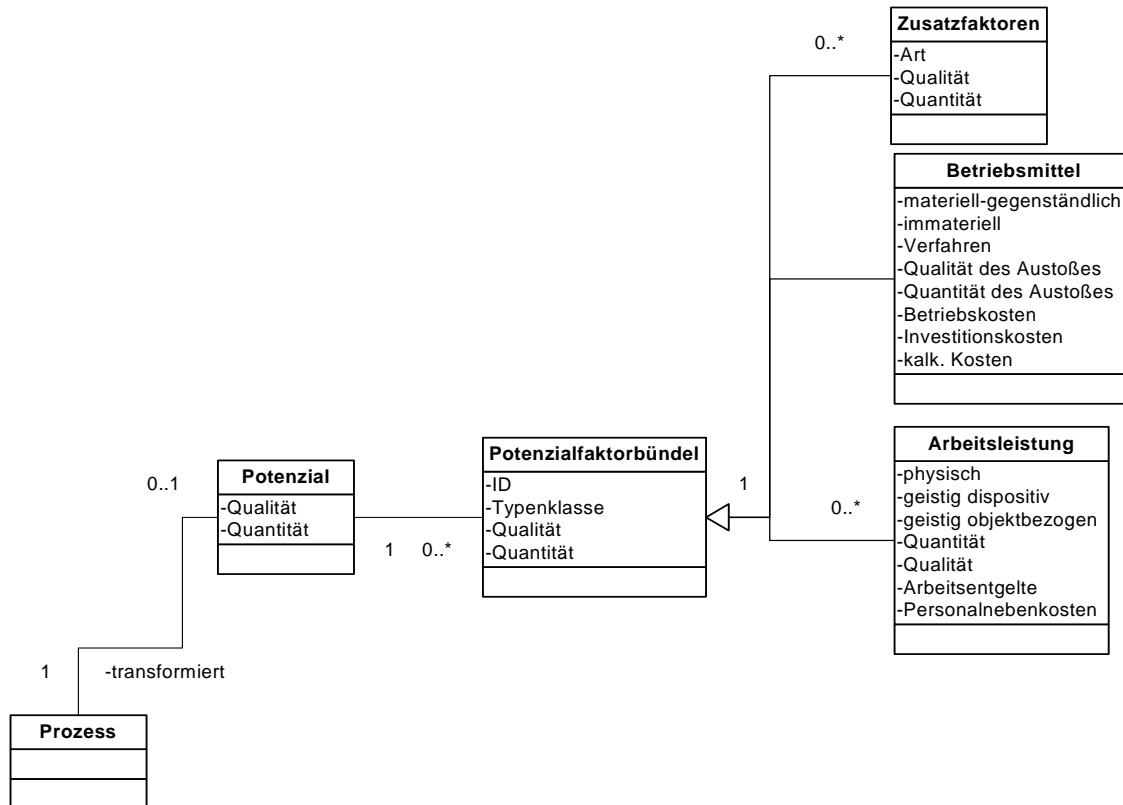 Zusatzfaktoren
-Art
-Qualität
-Quantität
0..*
Betriebsmittel
-materiell-gegenständlich
-immateriell
-Verfahren
-Qualität des Austoßes
-Quantität des Austoßes
-Betriebskosten
-Investitionskosten
-kalk. Kosten
Arbeitsleistung
-physisch
-geistig dispositiv
-geistig objektbezogen
-Quantität
-Qualität
-Arbeitsentgelte
-Personalnebenkosten
0..*
1
Potenzialfaktorbündel
-ID
-Typenklasse
-Qualität
-Quantität
1 0..*
Potenzial
-Qualität
-Quantität
0..1
1 -transformiert
Prozess